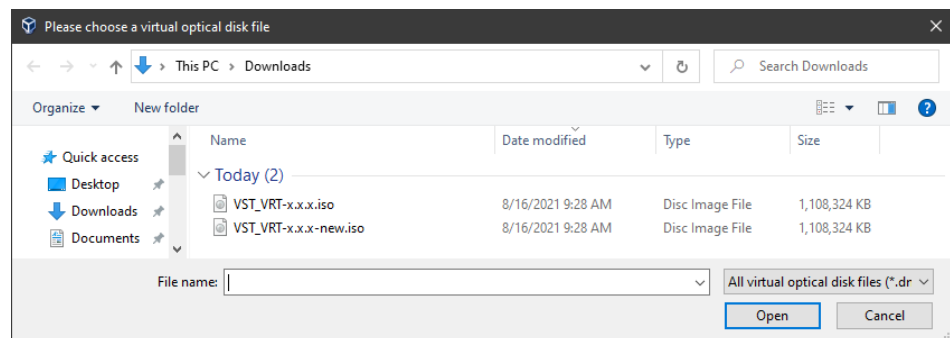 Please choose a virtual optical disk file
This PC > Downloads
Search Downloads
Organize New folder
Name Date modified Type Size
Quick access
Today (2)
Desktop
VST_VRT-x.x.x.iso 8/16/2021 9:28 AM Disc Image File 1,108,324 KB
Downloads
VST_VRT-x.x.x-new.iso 8/16/2021 9:28 AM Disc Image File 1,108,324 KB
Documents
File name: All virtual optical disk files (*.dr
Open Cancel